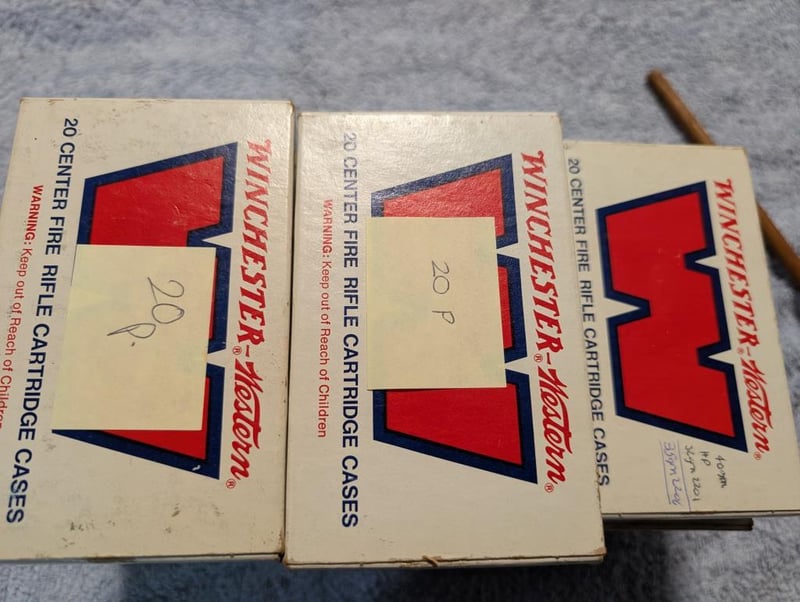 WINCHESTER-Western®
20 CENTER FIRE RIFLE CARTRIDGE CASES
WARNING: Keep out of Reach of Children
20
P.
WINCHESTER-Western®
20 CENTER FIRE RIFLE CARTRIDGE CASES
WARNING: Keep out of Reach of Children
20 P
WINCHESTER-Western®
20 CENTER FIRE RIFLE CARTRIDGE CASES
HP